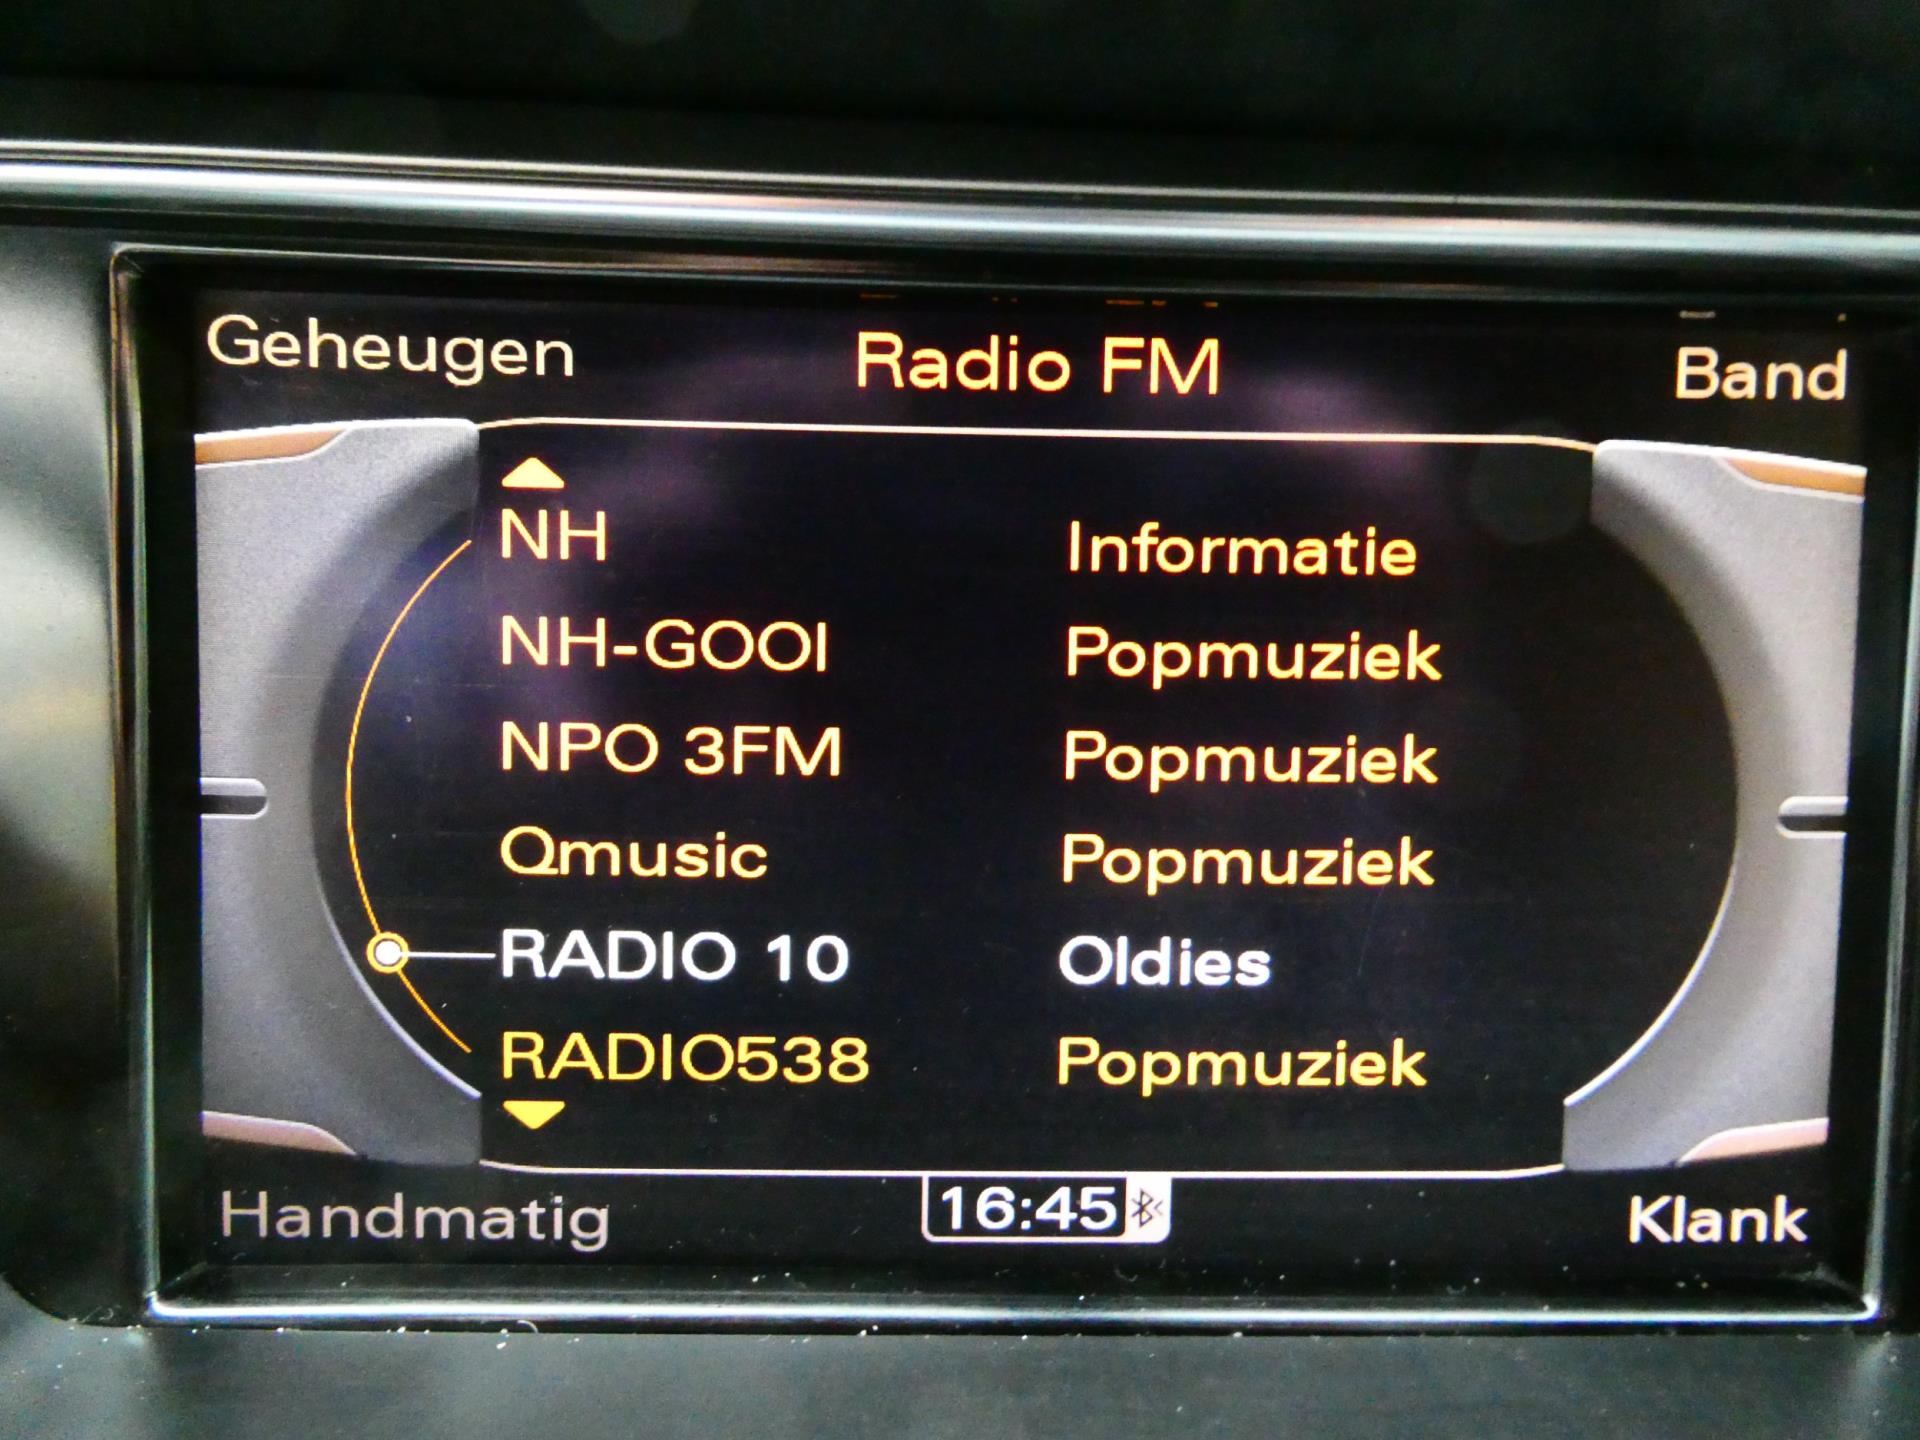 Geheugen Radio FM Band
NH Informatie
NH-GOOI Popmuziek
NPO 3FM Popmuziek
Qmusic Popmuziek
RADIO 10 Oldies
RADIO538 Popmuziek
Handmatig 16:45 Klank